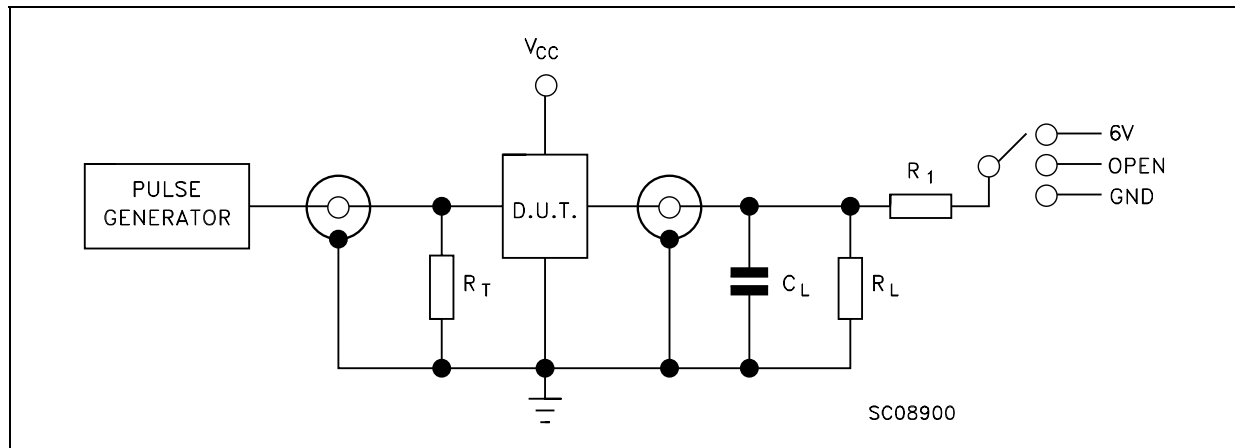 VCC
PULSE
GENERATOR
D.U.T.
RT
CL
RL
R1
6V
OPEN
GND
SC08900